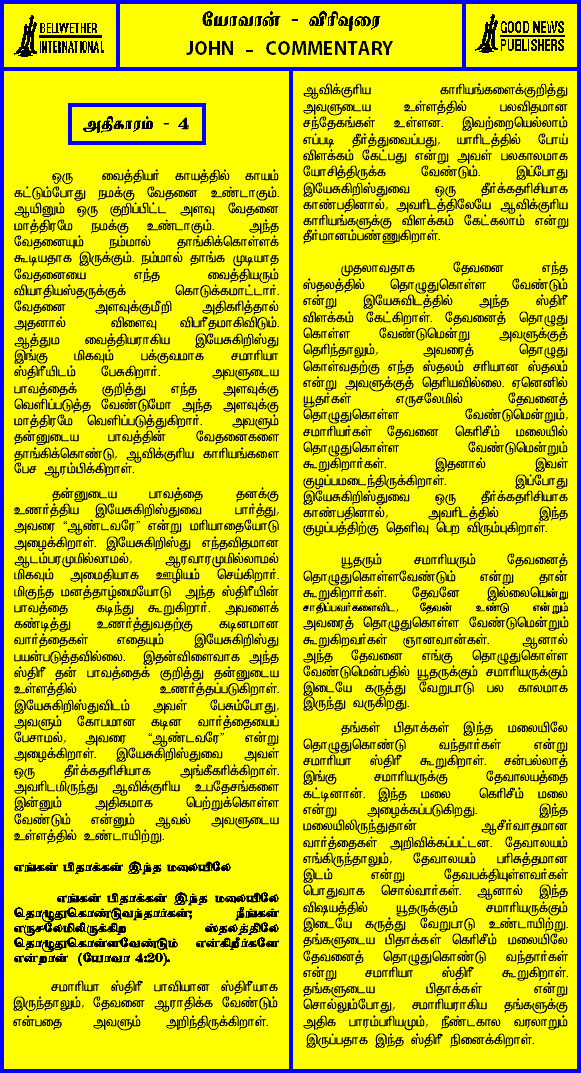 BELWETHER
INTERNATIONAL
யோவான் - விரிவுரை
JOHN - COMMENTARY
GOOD NEWS
PUBLISHERS
அதிகாரம் - 4
ஒரு வைத்தியர் காயத்தில் காயம்
கட்டும்போது நமக்கு வேதனை உண்டாகும்.
ஆயினும் ஒரு குறிப்பிட்ட அளவு வேதனை
மாத்திரமே நமக்கு உண்டாகும். அந்த
வேதனையும் நம்மால் தாங்கிக்கொள்ளக்
கூடியதாக இருக்கும். நம்மால் தாங்க முடியாத
வேதனையை எந்த வைத்தியரும்
வியாதியஸ்தருக்குக் கொடுக்கமாட்டார்.
வேதனை அளவுக்குமீறி அதிகரித்தால்
அதனால் விளைவு விபரீதமாகிவிடும்.
ஆத்தும வைத்தியராகிய இயேசுகிறிஸ்து
இங்கு மிகவும் பக்குவமாக சமாரியா
ஸ்திரீயிடம் பேசுகிறார். அவளுடைய
பாவத்தைக் குறித்து எந்த அளவுக்கு
வெளிப்படுத்த வேண்டுமோ அந்த அளவுக்கு
மாத்திரமே வெளிப்படுத்துகிறார். அவளும்
தன்னுடைய பாவத்தின் வேதனைகளை
தாங்கிக்கொண்டு, ஆவிக்குரிய காரியங்களை
பேச ஆரம்பிக்கிறாள்.
தன்னுடைய பாவத்தை தனக்கு
உணர்த்திய இயேசுகிறிஸ்துவை பார்த்து,
அவரை "ஆண்டவரே" என்று மரியாதையோடு
அழைக்கிறாள். இயேசுகிறிஸ்து எந்தவிதமான
ஆடம்பரமுமில்லாமல், ஆரவாரமுமில்லாமல்
மிகவும் அமைதியாக ஊழியம் செய்கிறார்.
மிகுந்த மனத்தாழ்மையோடு அந்த ஸ்திரீயின்
பாவத்தை கடிந்து கூறுகிறார். அவளைக்
கண்டித்து உணர்த்துவதற்கு கடினமான
வார்த்தைகள் எதையும் இயேசுகிறிஸ்து
பயன்படுத்தவில்லை. இதன்விளைவாக அந்த
ஸ்திரீ தன் பாவத்தைக் குறித்து தன்னுடைய
உள்ளத்தில் உணர்த்தப்படுகிறாள்.
இயேசுகிறிஸ்துவிடம் அவள் பேசும்போது,
அவளும் கோபமான கடின வார்த்தையைப்
பேசாமல், அவரை "ஆண்டவரே" என்று
அழைக்கிறாள். இயேசுகிறிஸ்துவை அவள்
ஒரு தீர்க்கதரிசியாக அங்கீகரிக்கிறாள்.
அவரிடமிருந்து ஆவிக்குரிய உபதேசங்களை
இன்னும் அதிகமாக பெற்றுக்கொள்ள
வேண்டும் என்னும் ஆவல் அவளுடைய
உள்ளத்தில் உண்டாயிற்று.
எங்கள் பிதாக்கள் இந்த மலையிலே
எங்கள் பிதாக்கள் இந்த மலையிலே
தொழுதுகொண்டுவந்தார்கள்; நீங்கள்
எருசலேமிலிருக்கிற ஸ்தலத்திலே
தொழுதுகொள்ளவேண்டும் என்கிறீர்களே
என்றாள் (யோவா 4:20).
சமாரியா ஸ்திரீ பாவியான ஸ்திரீயாக
இருந்தாலும், தேவனை ஆராதிக்க வேண்டும்
என்பதை அவளும் அறிந்திருக்கிறாள்.
ஆவிக்குரிய காரியங்களைக்குறித்து
அவளுடைய உள்ளத்தில் பலவிதமான
சந்தேகங்கள் உள்ளன. இவற்றையெல்லாம்
எப்படி தீர்த்துவைப்பது, யாரிடத்தில் போய்
விளக்கம் கேட்பது என்று அவள் பலகாலமாக
யோசித்திருக்க வேண்டும். இப்போது
இயேசுகிறிஸ்துவை ஒரு தீர்க்கதரிசியாக
காண்பதினால், அவரிடத்திலேயே ஆவிக்குரிய
காரியங்களுக்கு விளக்கம் கேட்கலாம் என்று
தீர்மானம்பண்ணுகிறாள்.
முதலாவதாக தேவனை எந்த
ஸ்தலத்தில் தொழுதுகொள்ள வேண்டும்
என்று இயேசுவிடத்தில் அந்த ஸ்திரீ
விளக்கம் கேட்கிறாள். தேவனைத் தொழுது
கொள்ள வேண்டுமென்று அவளுக்குத்
தெரிந்தாலும், அவரைத் தொழுது
கொள்வதற்கு எந்த ஸ்தலம் சரியான ஸ்தலம்
என்று அவளுக்குத் தெரியவில்லை. ஏனெனில்
யூதர்கள் எருசலேமில் தேவனைத்
தொழுதுகொள்ள வேண்டுமென்றும்,
சமாரியர்கள் தேவனை கெரிசீம் மலையில்
தொழுதுகொள்ள வேண்டுமென்றும்
கூறுகிறார்கள். இதனால் இவள்
குழப்பமடைந்திருக்கிறாள். இப்போது
இயேசுகிறிஸ்துவை ஒரு தீர்க்கதரிசியாக
காண்பதினால், அவரிடத்தில் இந்த
குழப்பத்திற்கு தெளிவு பெற விரும்புகிறாள்.
யூதரும் சமாரியரும் தேவனைத்
தொழுதுகொள்ளவேண்டும் என்று தான்
கூறுகிறார்கள். தேவனே இல்லையென்று
சாதிப்பவர்களைவிட, தேவன் உண்டு என்றும்
அவரைத் தொழுதுகொள்ள வேண்டுமென்றும்
கூறுகிறவர்கள் ஞானவான்கள். ஆனால்
அந்த தேவனை எங்கு தொழுதுகொள்ள
வேண்டுமென்பதில் யூதருக்கும் சமாரியருக்கும்
இடையே கருத்து வேறுபாடு பல காலமாக
இருந்து வருகிறது.
தங்கள் பிதாக்கள் இந்த மலையிலே
தொழுதுகொண்டு வந்தார்கள் என்று
சமாரியா ஸ்திரீ கூறுகிறாள். சன்பல்லாத்
இங்கு சமாரியருக்கு தேவாலயத்தை
கட்டினான். இந்த மலை கெரிசீம் மலை
என்று அழைக்கப்படுகிறது. இந்த
மலையிலிருந்துதான் ஆசீர்வாதமான
வார்த்தைகள் அறிவிக்கப்பட்டன. தேவாலயம்
எங்கிருந்தாலும், தேவாலயம் பரிசுத்தமான
இடம் என்று தேவபக்தியுள்ளவர்கள்
பொதுவாக சொல்வார்கள். ஆனால் இந்த
விஷயத்தில் யூதருக்கும் சமாரியருக்கும்
இடையே கருத்து வேறுபாடு உண்டாயிற்று.
தங்களுடைய பிதாக்கள் கெரிசீம் மலையிலே
தேவனைத் தொழுதுகொண்டு வந்தார்கள்
என்று சமாரியா ஸ்திரீ கூறுகிறாள்.
தங்களுடைய பிதாக்கள் என்று
சொல்லும்போது, சமாரியராகிய தங்களுக்கு
அதிக பாரம்பரியமும், நீண்டகால வரலாறும்
இருப்பதாக இந்த ஸ்திரீ நினைக்கிறாள்.